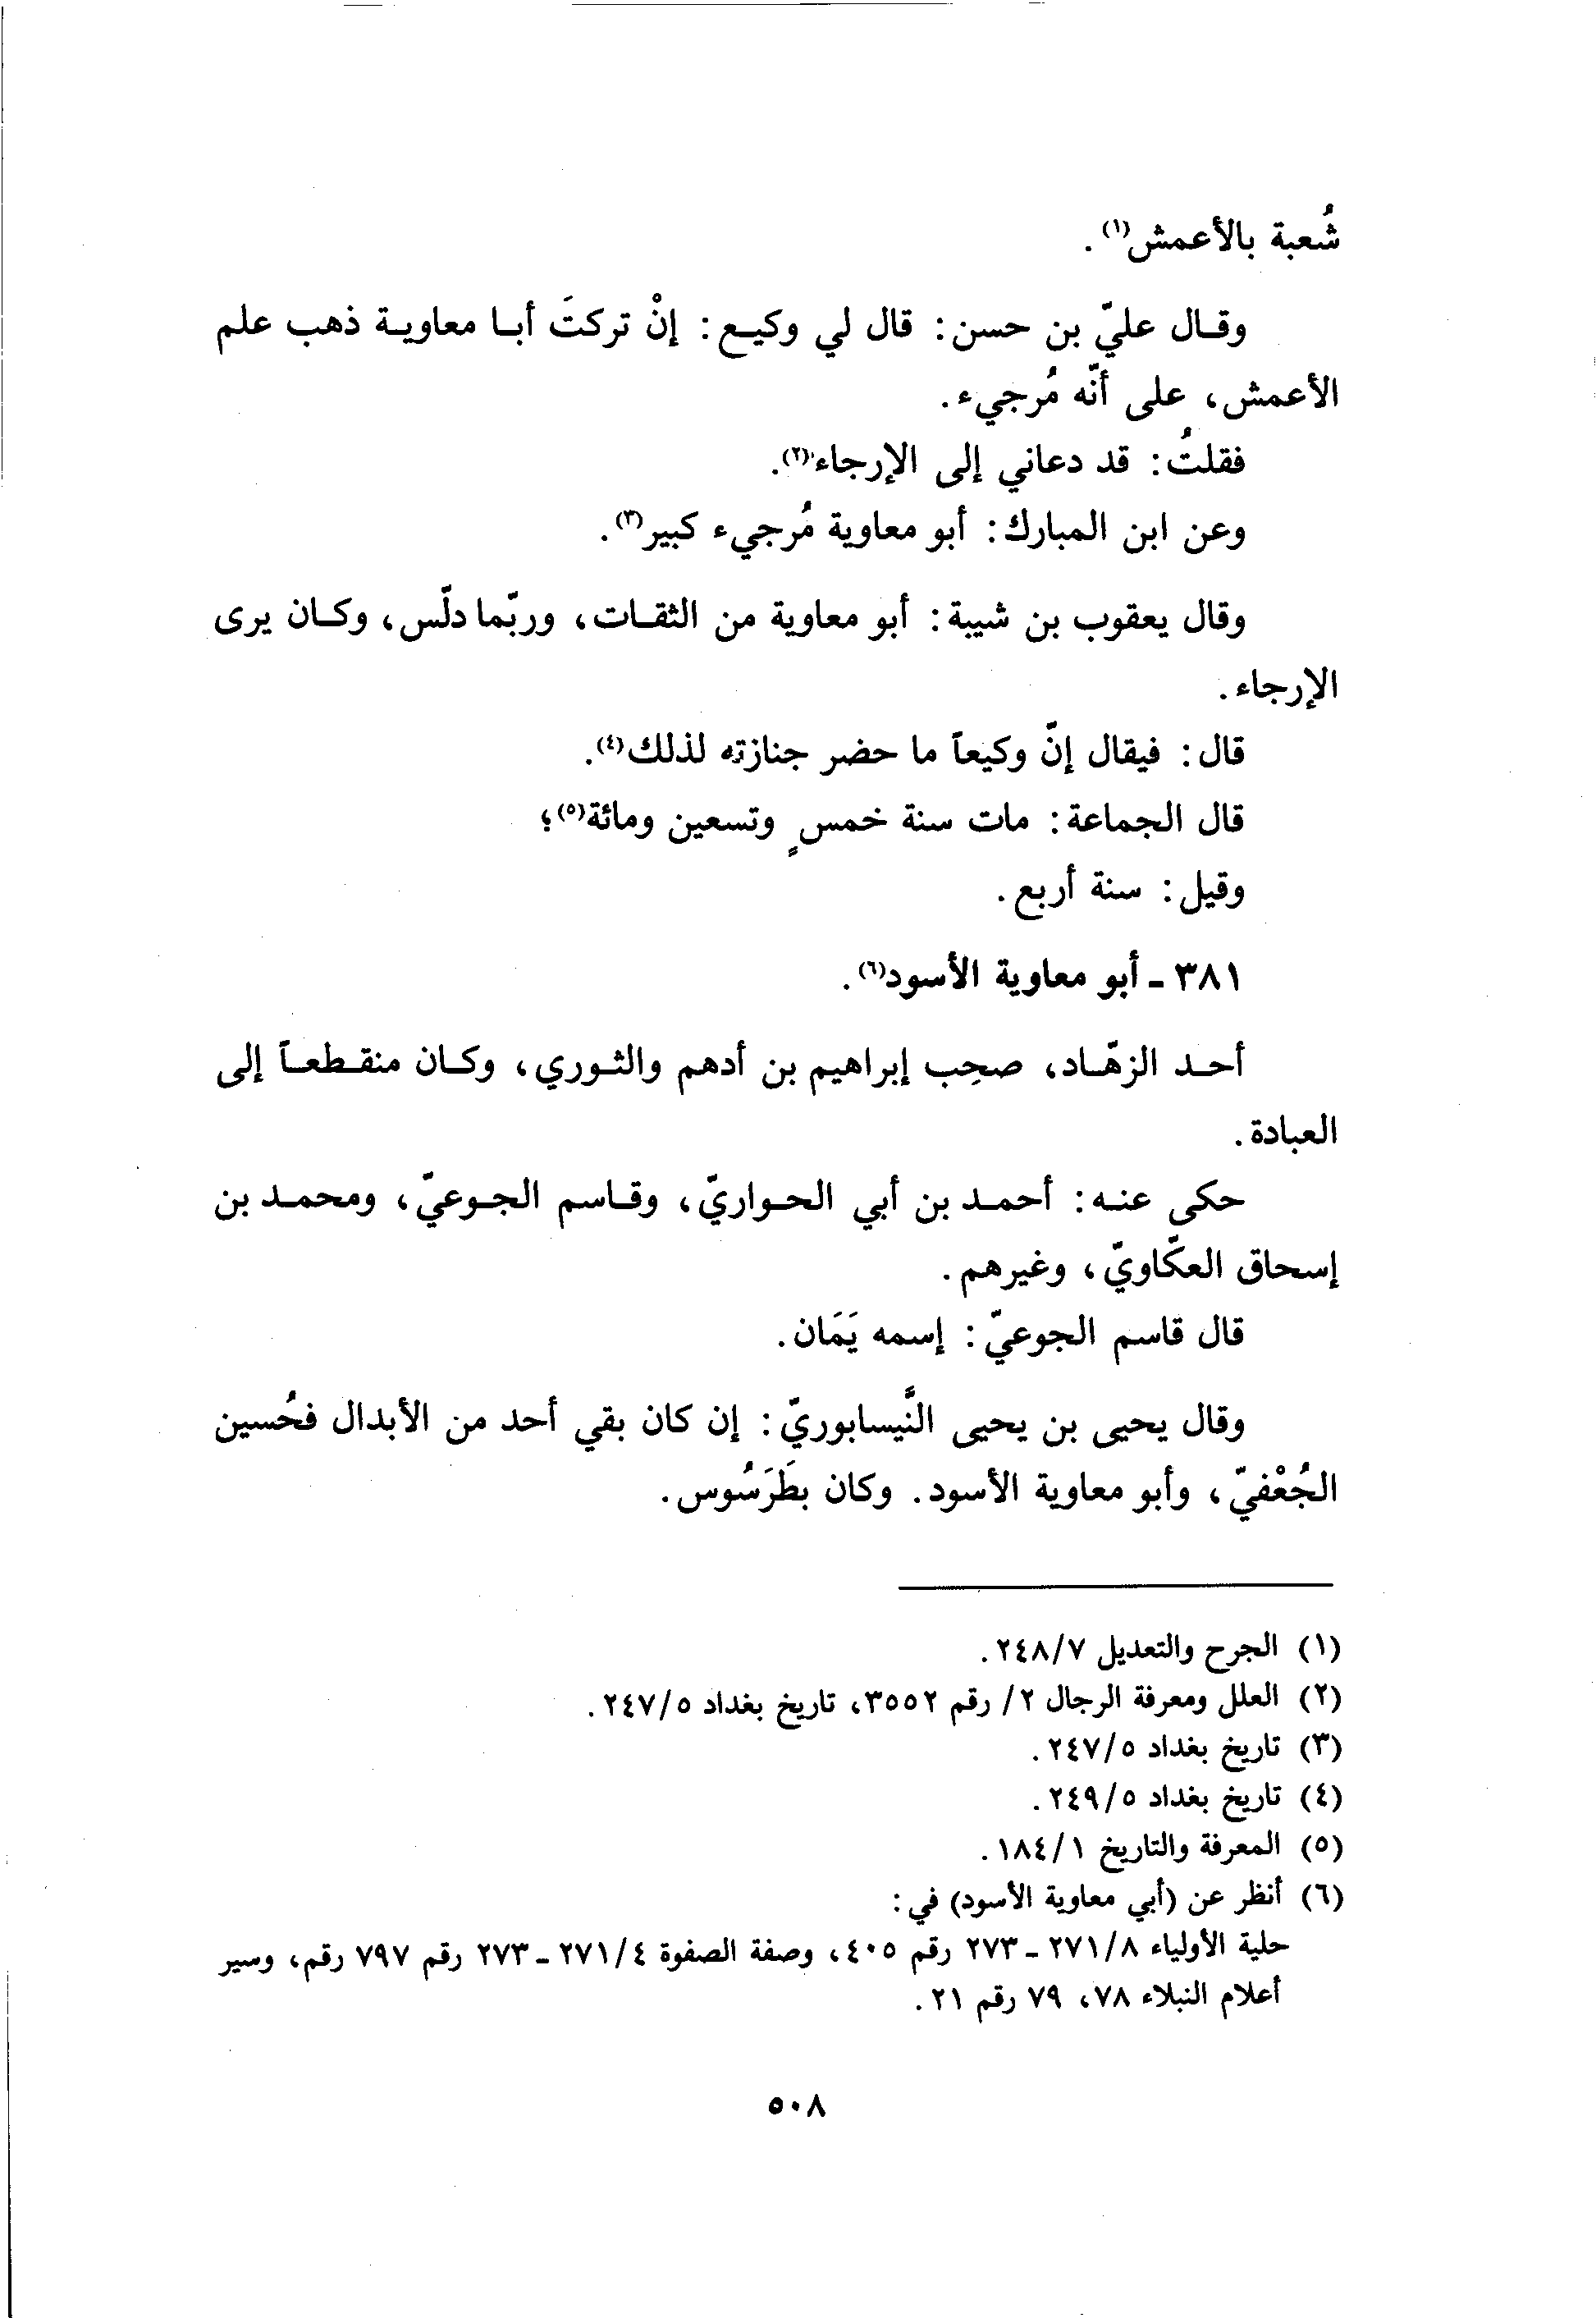 شُعبة بالأعمش(١).
وقال عليّ بن حسن: قال لي وكيع: إنْ تركتَ أبا معاوية ذهب علم
الأعمش، على أنّه مُرجيء.
فقلتُ: قد دعاني إلى الإرجاء(٢).
وعن ابن المبارك: أبو معاوية مُرجيء كبير(٣).
وقال يعقوب بن شيبة: أبو معاوية من الثقات، وربّما دلّس، وكان يرى
الإرجاء.
قال: فيقال إنّ وكيعاً ما حضر جنازته لذلك(٤).
قال الجماعة: مات سنة خمسٍ وتسعين ومائة(٥)؛
وقيل: سنة أربع.
٣٨١ - أبو معاوية الأسود(٦).
أحد الزهّاد، صحِب إبراهيم بن أدهم والثوري، وكان منقطعاً إلى
العبادة.
حكى عنه: أحمد بن أبي الحواريّ، وقاسم الجوعيّ، ومحمد بن
إسحاق العكّاويّ، وغيرهم.
قال قاسم الجوعيّ: إسمه يَمَان.
وقال يحيى بن يحيى النَّيسابوريّ: إن كان بقي أحد من الأبدال فحُسين
الجُعْفيّ، وأبو معاوية الأسود. وكان بطَرَسُوس.
(١) الجرح والتعديل ٢٤٨/٧.
(٢) العلل ومعرفة الرجال ٢/ رقم ٣٥٥٢، تاريخ بغداد ٢٤٧/٥.
(٣) تاريخ بغداد ٢٤٧/٥.
(٤) تاريخ بغداد ٢٤٩/٥.
(٥) المعرفة والتاريخ ١٨٤/١.
(٦) أنظر عن (أبي معاوية الأسود) في:
حلية الأولياء ٢٧١/٨ - ٢٧٣ رقم ٤٠٥، وصفة الصفوة ٢٧١/٤ - ٢٧٣ رقم ٧٩٧ رقم، وسير
أعلام النبلاء ٧٨، ٧٩ رقم ٢١.
٥٠٨